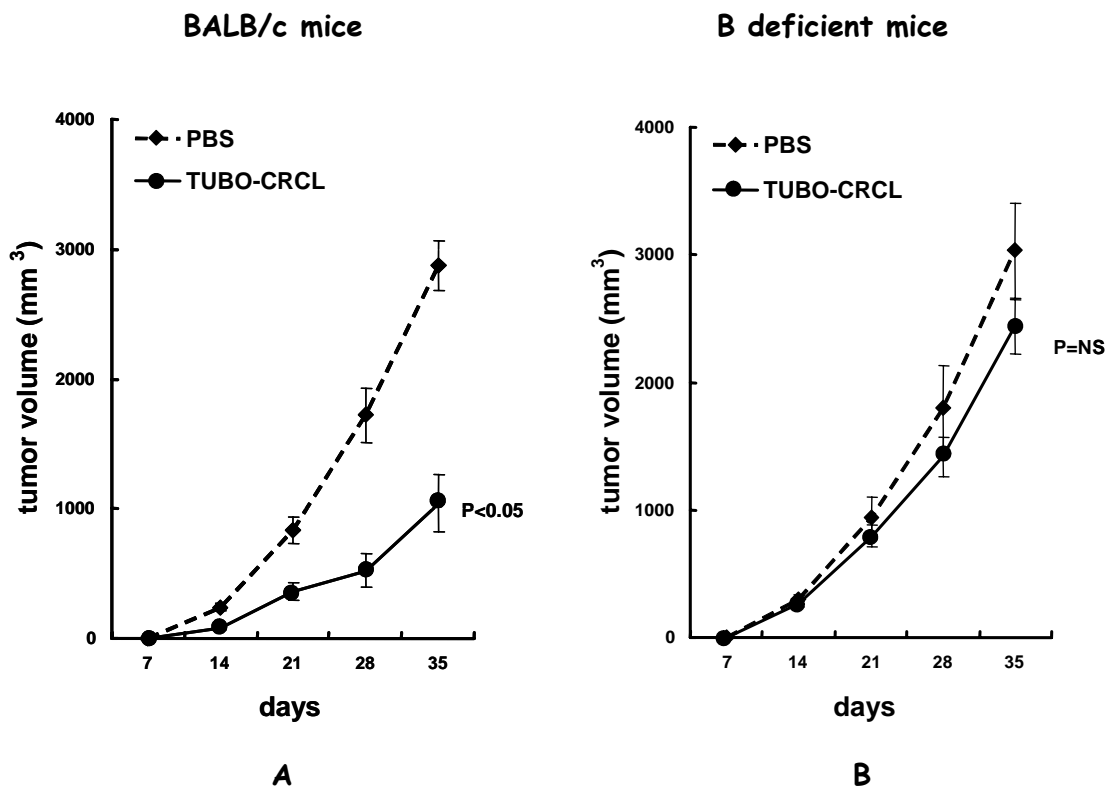 BALB/c mice
B deficient mice
4000
3000
2000
1000
0
PBS
TUBO-CRCL
P<0.05
tumor volume (mm3)
7 14 21 28 35
days
A
4000
3000
2000
1000
0
PBS
TUBO-CRCL
P=NS
tumor volume (mm3)
7 14 21 28 35
days
B